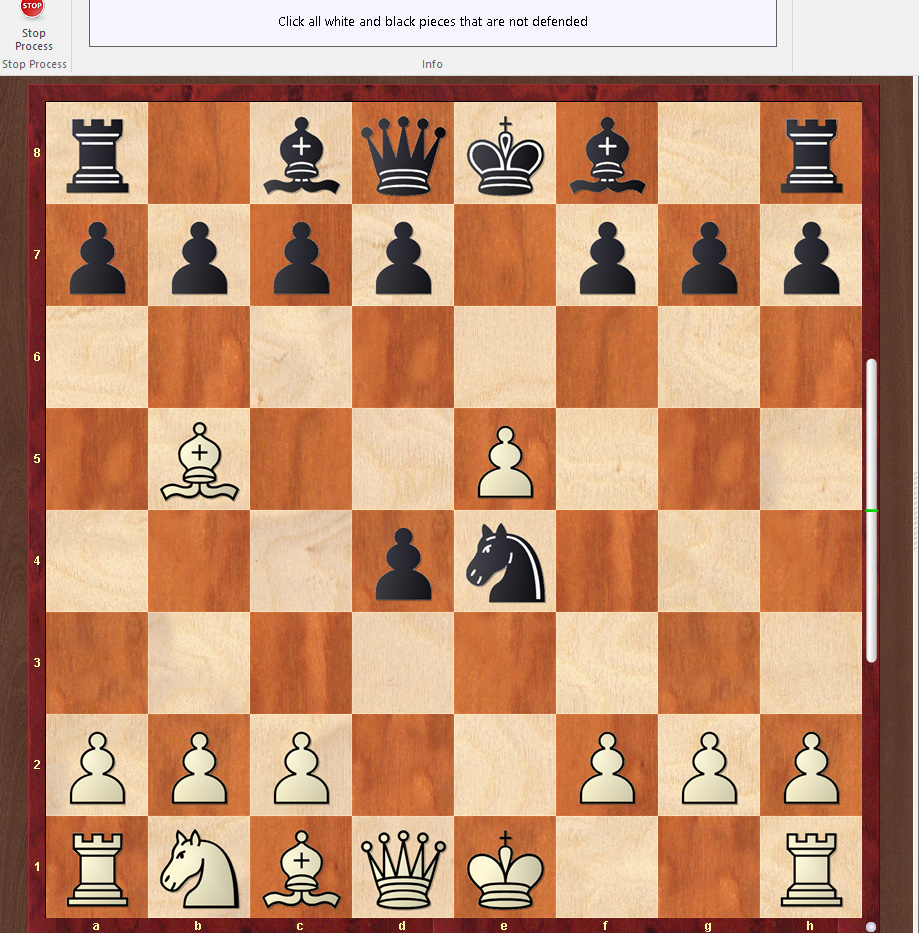 Click all white and black pieces that are not defended
STOP
Stop
Process
Stop Process
Info
8
7
6
5
4
3
2
1
a b c d e f g h